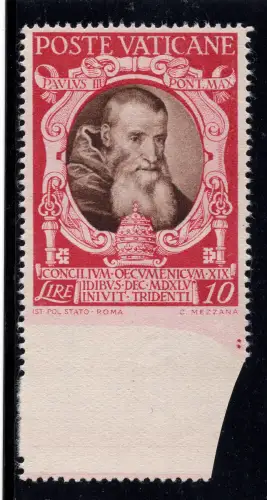 POSTE VATICANE
PAVLVS III PONT. MAX
CONCILIVM·OECVMENICVM·XIX
LIRE IDIBVS·DEC·MDXLV 10
INIVIT·TRIDENTI
IST. POL. STATO-ROMA C. MEZZANA